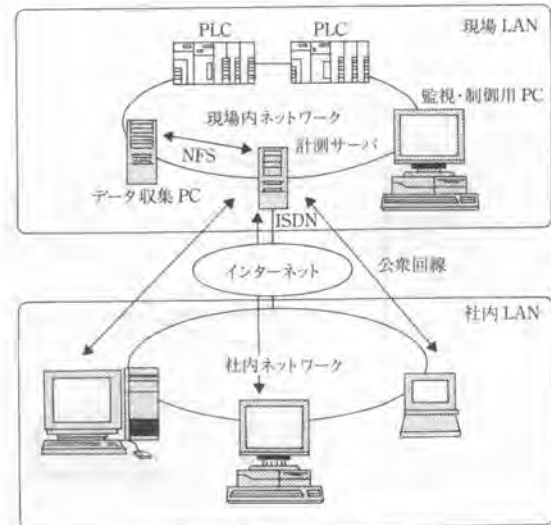 現場 LAN
PLC
PLC
監視・制御用 PC
現場内ネットワーク
計測サーバ
NFS
データ収集 PC
ISDN
インターネット
公衆回線
社内 LAN
社内ネットワーク